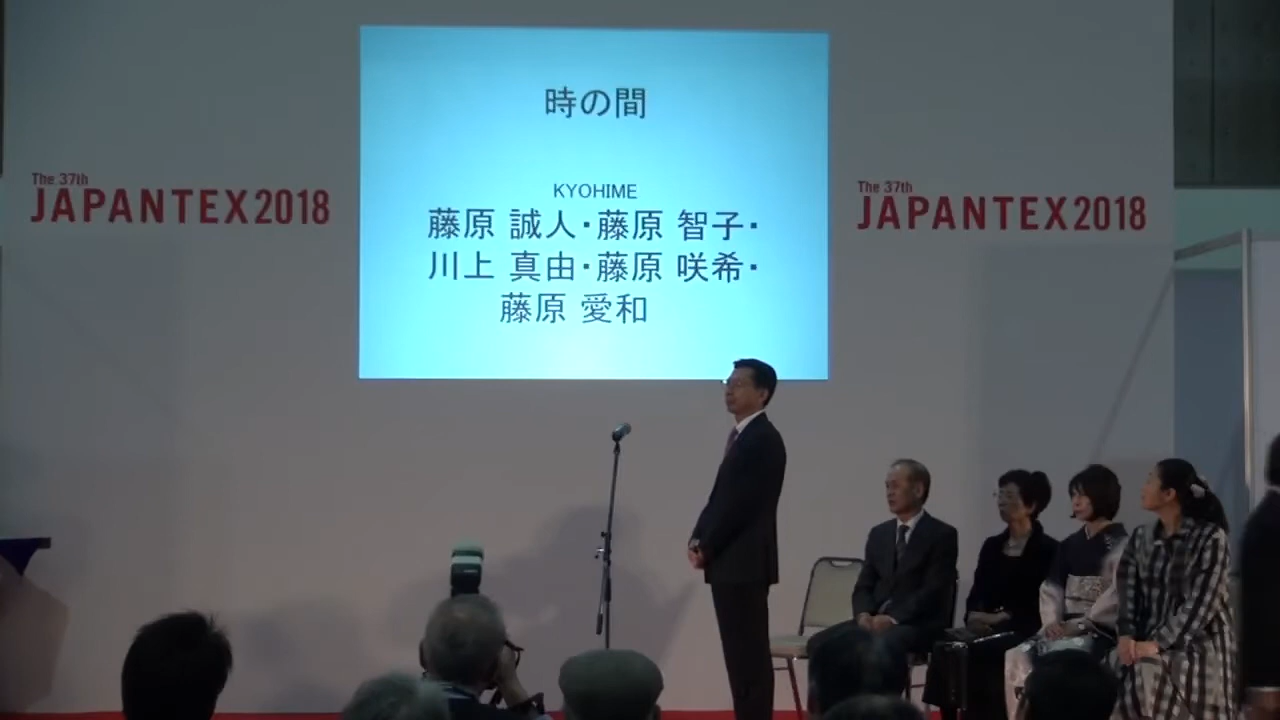 時の間
KYOHIME
藤原 誠人・藤原 智子・
川上 真由・藤原 咲希・
藤原 愛和
The 37th
JAPANTEX2018
The 37th
JAPANTEX2018